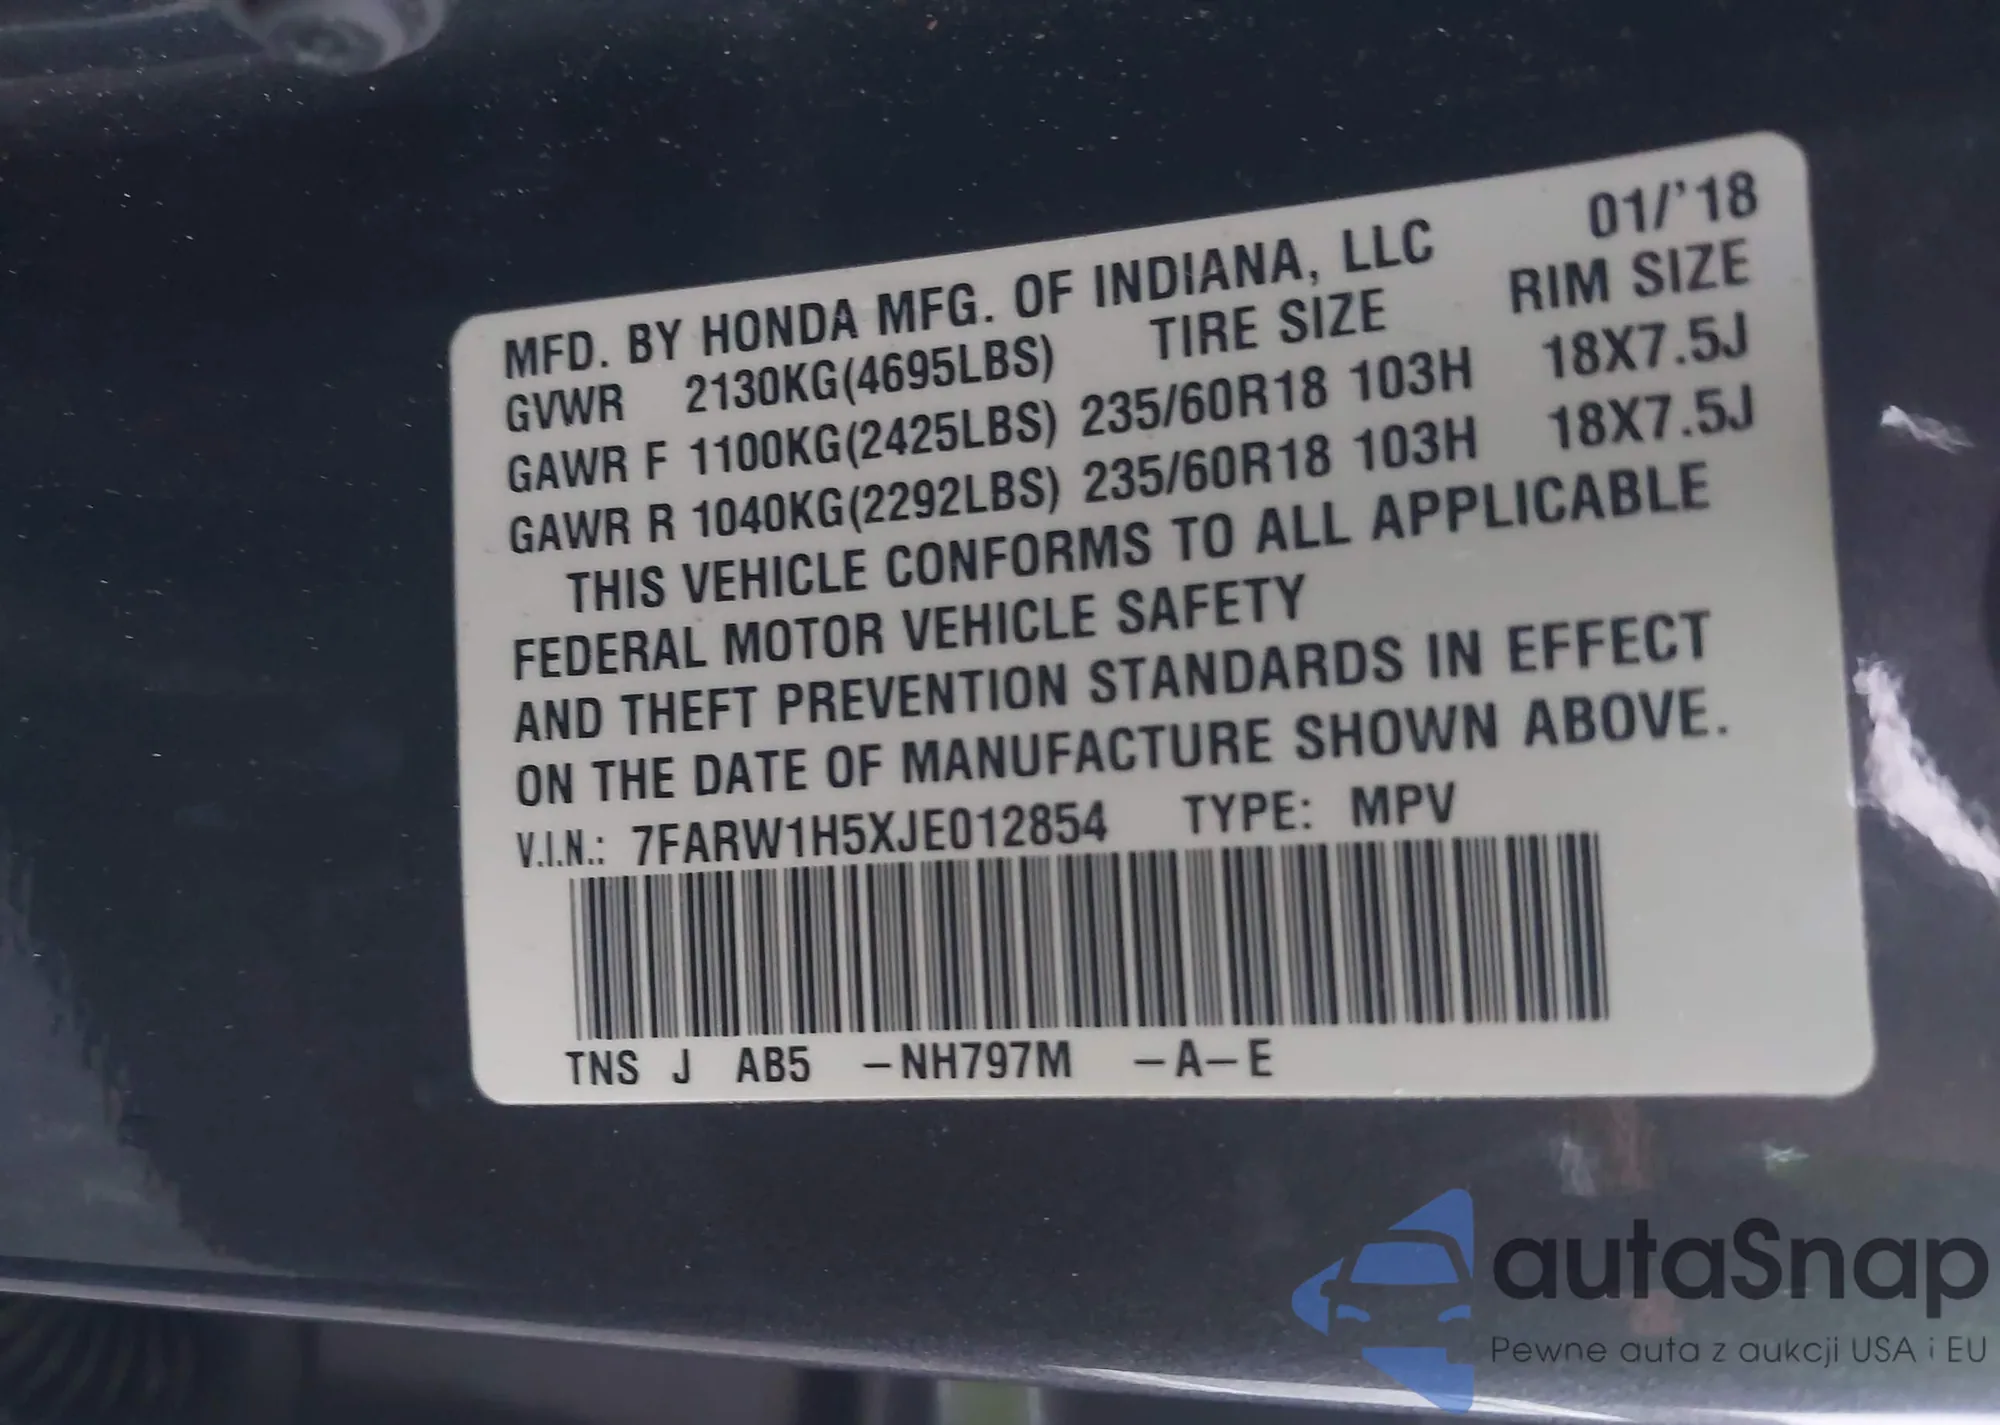 01/'18
MFD. BY HONDA MFG. OF INDIANA, LLC
GVWR 2130KG(4695LBS) TIRE SIZE RIM SIZE
GAWR F 1100KG(2425LBS) 235/60R18 103H 18X7.5J
GAWR R 1040KG(2292LBS) 235/60R18 103H 18X7.5J
THIS VEHICLE CONFORMS TO ALL APPLICABLE
FEDERAL MOTOR VEHICLE SAFETY
AND THEFT PREVENTION STANDARDS IN EFFECT
ON THE DATE OF MANUFACTURE SHOWN ABOVE.
V.I.N.: 7FARW1H5XJE012854 TYPE: MPV
TNS J AB5 –NH797M –A–E
autaSnap
Pewne auta z aukcji USA i EU